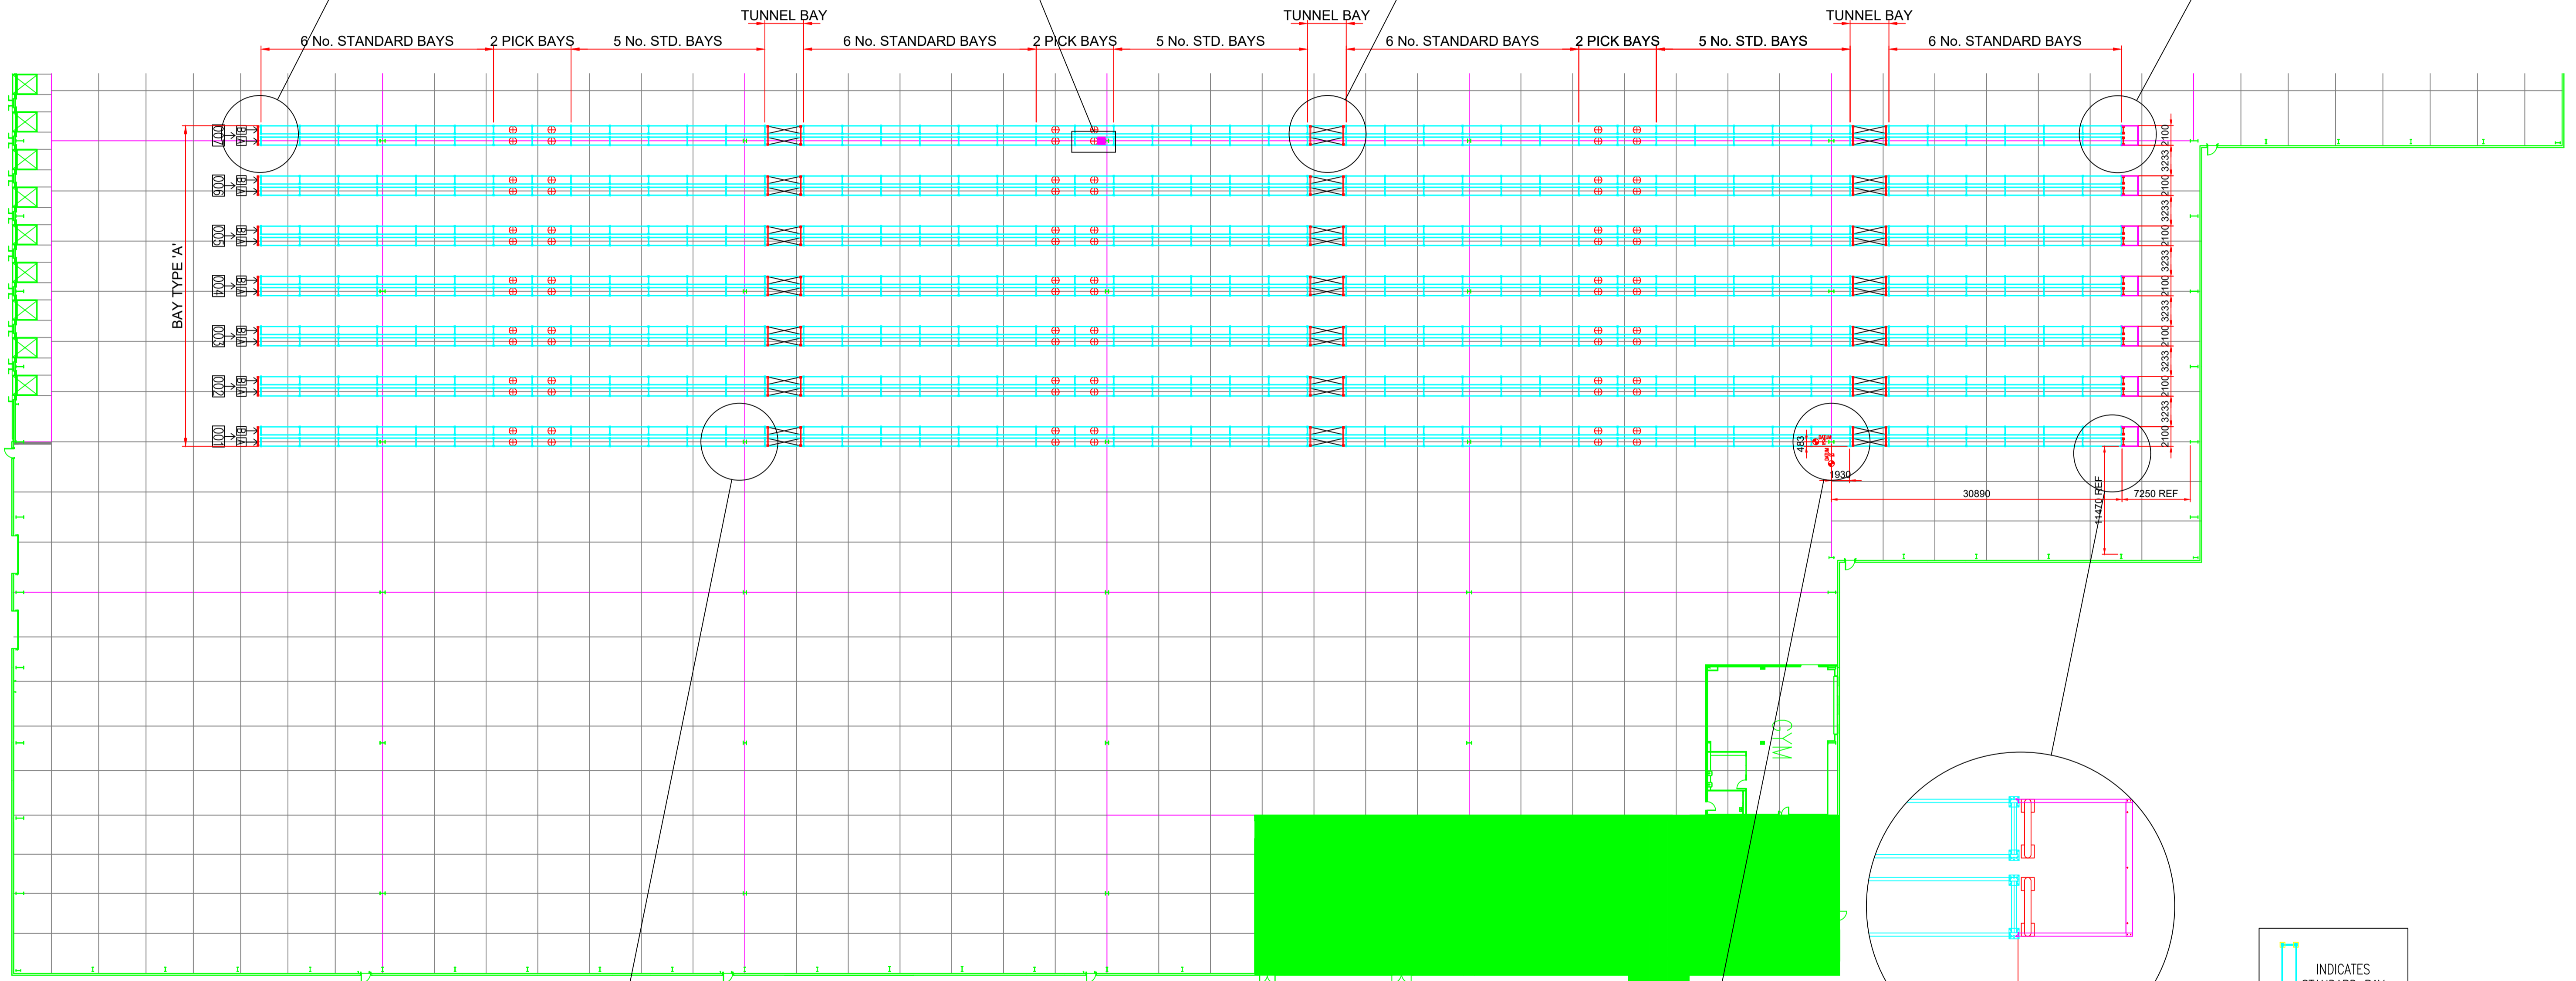 TUNNEL BAY
TUNNEL BAY
TUNNEL BAY
6 No. STANDARD BAYS
2 PICK BAYS
5 No. STD. BAYS
6 No. STANDARD BAYS
2 PICK BAYS
5 No. STD. BAYS
6 No. STANDARD BAYS
2 PICK BAYS
5 No. STD. BAYS
6 No. STANDARD BAYS
BAY TYPE 'A'
007
B
A
006
B
A
005
B
A
004
B
A
003
B
A
002
B
A
001
B
A
2100
3233
2100
3233
2100
3233
2100
3233
2100
3233
2100
3233
2100
483
1930
30890
7250 REF
11470 REF
GYM
INDICATES
STANDARD BAY